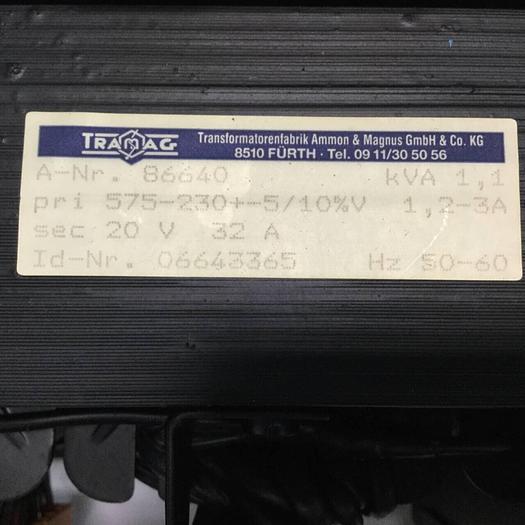 TRAMAG Transformatorenfabrik Ammon & Magnus GmbH & Co. KG
8510 FÜRTH · Tel. 09 11/30 50 56
A-Nr. 86640 kVA 1,1
pri 575-230+-5/10%V 1,2-3A
sec 20 V 32 A
Id-Nr. 06643365 Hz 50-60